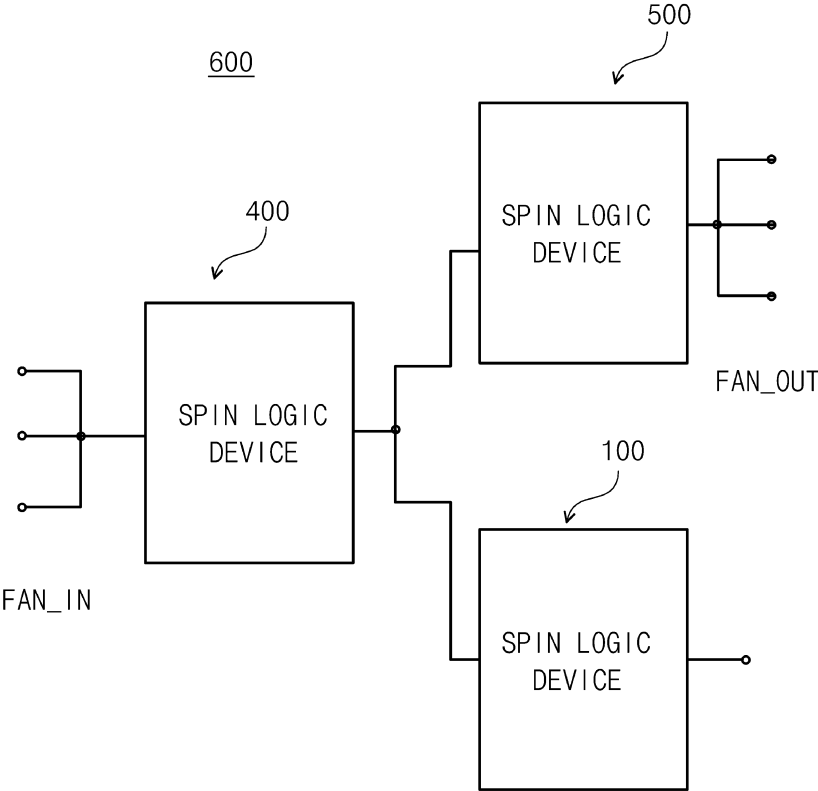 600
500
SPIN LOGIC
DEVICE
400
SPIN LOGIC
DEVICE
FAN_OUT
100
FAN_IN
SPIN LOGIC
DEVICE